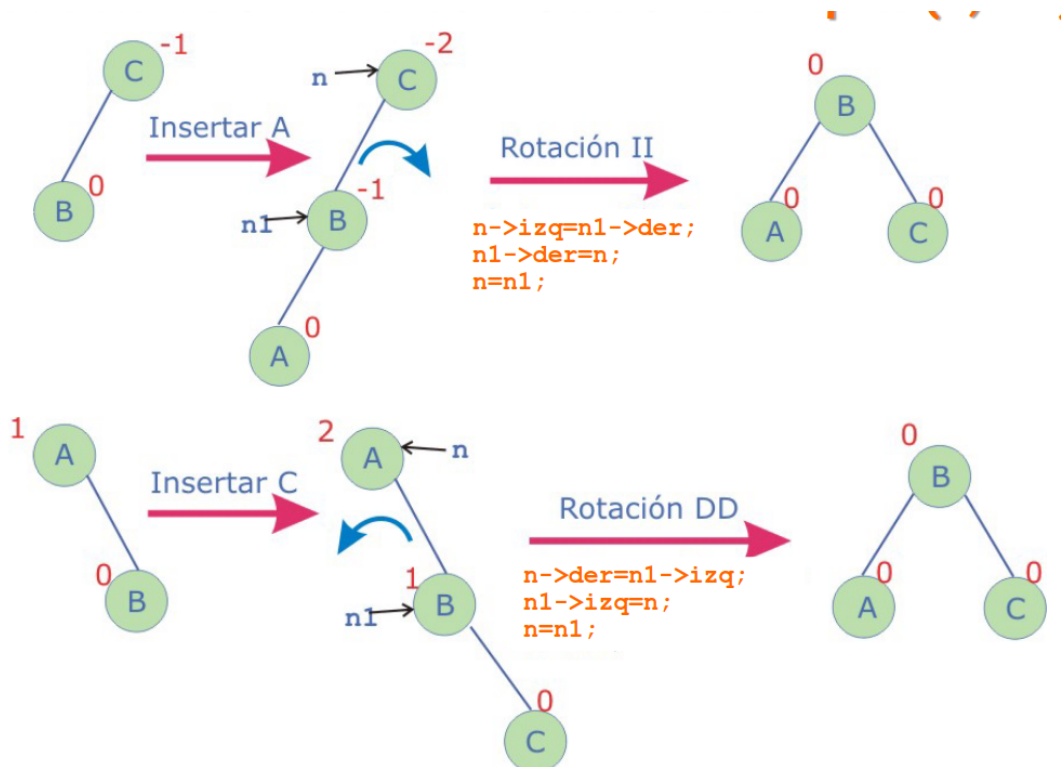 -1
C
B
0
Insertar A
n
C
-2
n1
B
-1
A
0
Rotación II
n->izq=n1->der;
n1->der=n;
n=n1;
0
B
A
0
C
0
1
A
0
B
Insertar C
2
A
n
1
n1
B
0
C
Rotación DD
n->der=n1->izq;
n1->izq=n;
n=n1;
0
B
A
0
C
0